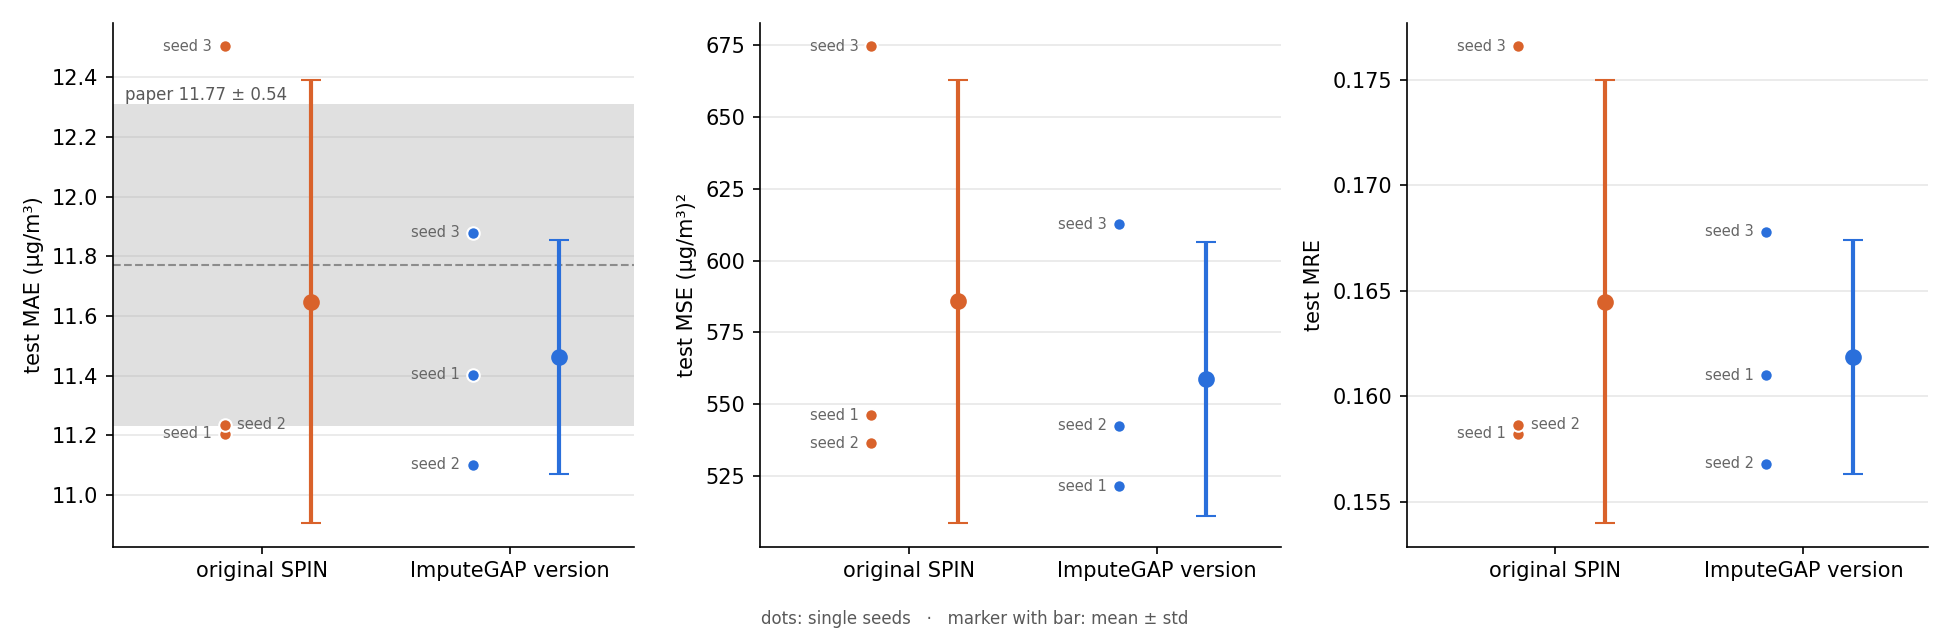 test MAE (µg/m³)
12.4
12.2
12.0
11.8
11.6
11.4
11.2
11.0
seed 3
paper 11.77 ± 0.54
seed 3
seed 1
seed 2
seed 1
seed 2
original SPIN
ImputeGAP version
test MSE (µg/m³)²
675
650
625
600
575
550
525
seed 3
seed 3
seed 1
seed 2
seed 2
seed 1
original SPIN
ImputeGAP version
test MRE
0.175
0.170
0.165
0.160
0.155
seed 3
seed 3
seed 1
seed 2
seed 1
seed 2
original SPIN
ImputeGAP version
dots: single seeds · marker with bar: mean ± std